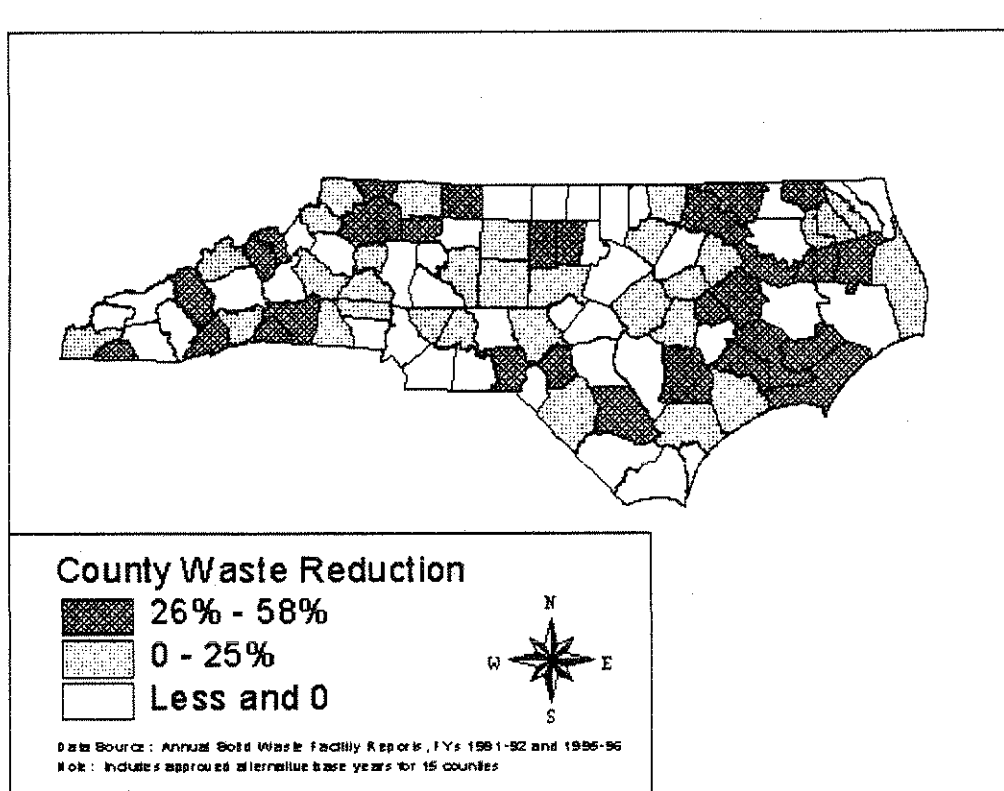 County Waste Reduction
26% - 58%
0 - 25%
Less and 0
N
W E
S
Data Source : Annual Solid Waste Facility Reports , FYs 1991-92 and 1995-96
Note : Includes approved alternative base years for 15 counties